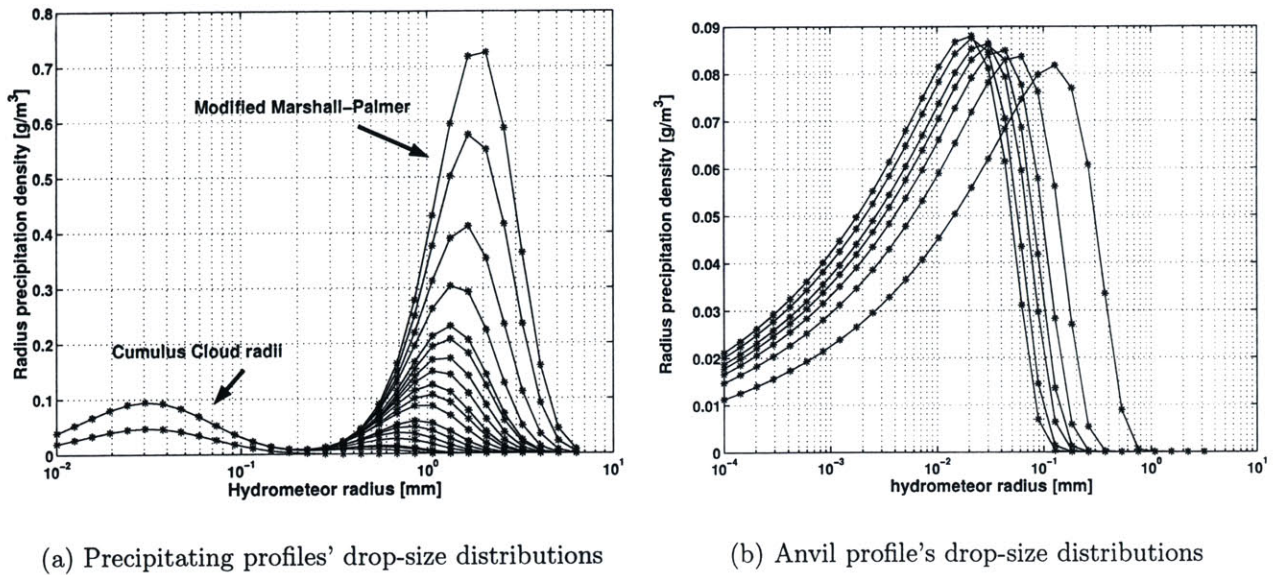 0.8
0.7
0.6
0.5
0.4
0.3
0.2
0.1
0
Radius precipitation density [g/m³]
Modified Marshall–Palmer
Cumulus Cloud radii
10⁻² 10⁻¹ 10⁰ 10¹
Hydrometeor radius [mm]
(a) Precipitating profiles' drop-size distributions
0.09
0.08
0.07
0.06
0.05
0.04
0.03
0.02
0.01
0
Radius precipitation density [g/m³]
10⁻⁴ 10⁻³ 10⁻² 10⁻¹ 10⁰ 10¹
hydrometeor radius [mm]
(b) Anvil profile's drop-size distributions